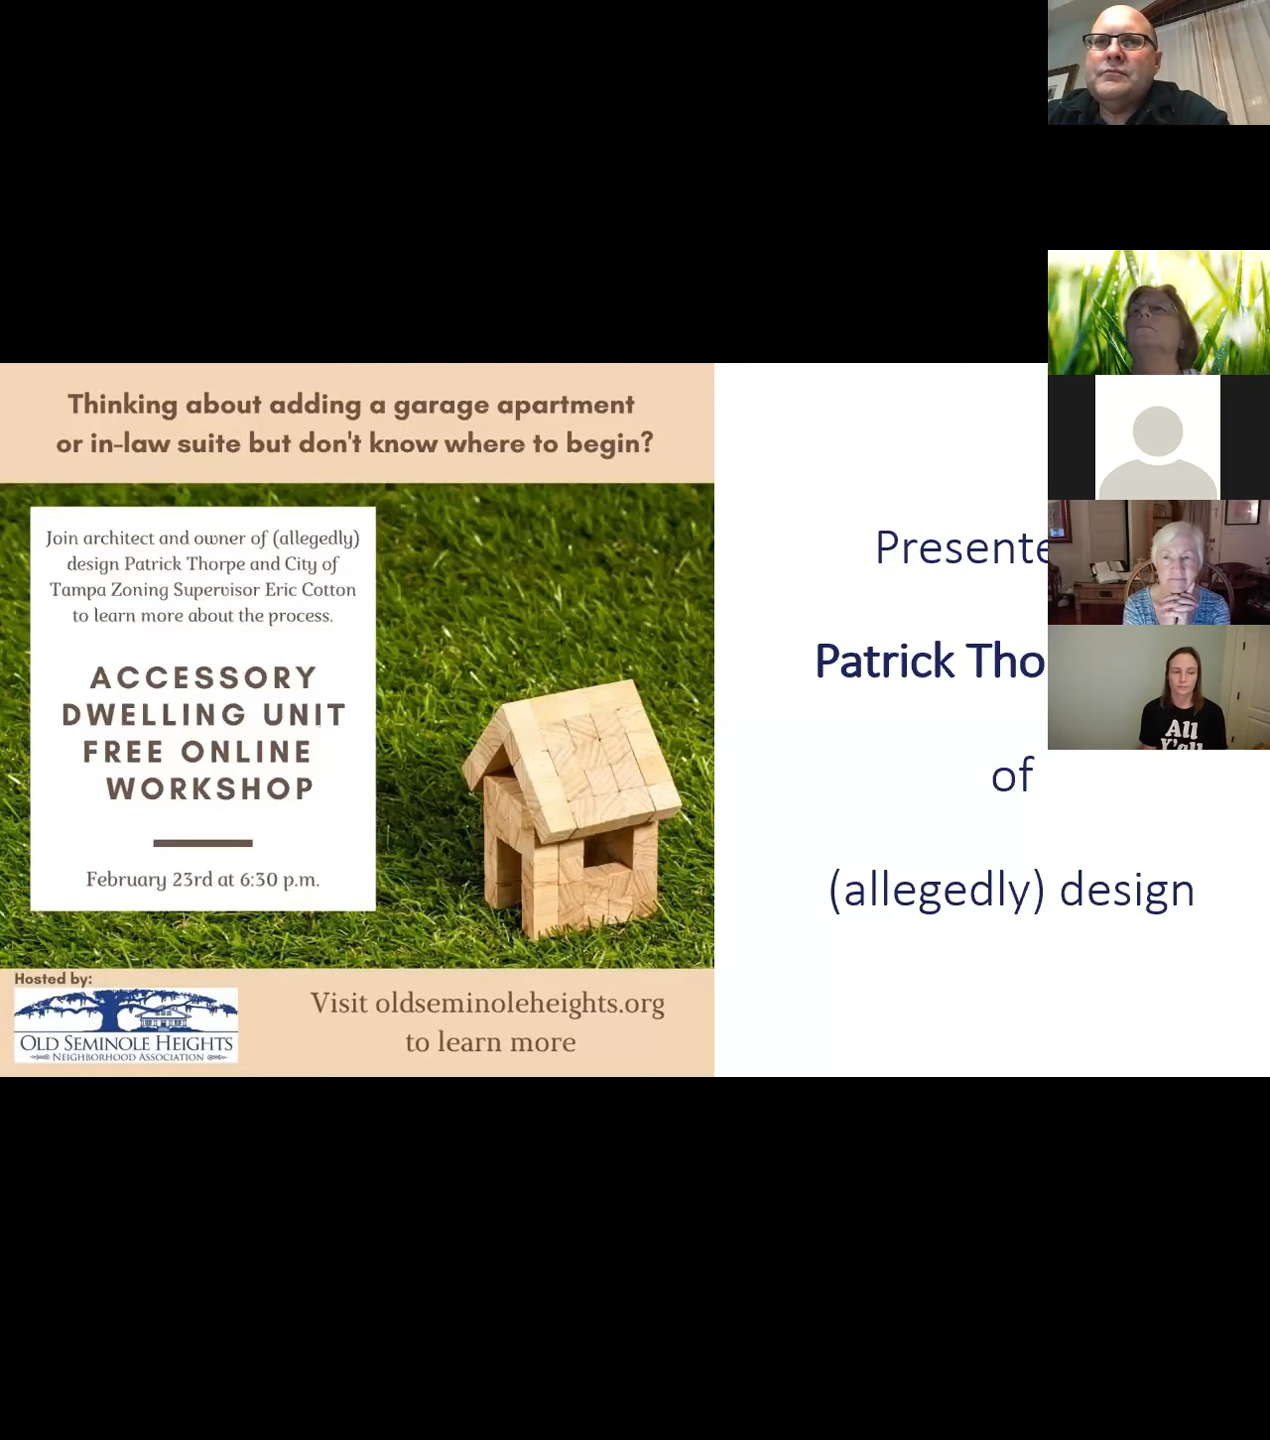 Thinking about adding a garage apartment
or in-law suite but don't know where to begin?
Join architect and owner of (allegedly)
design Patrick Thorpe and City of
Tampa Zoning Supervisor Eric Cotton
to learn more about the process.
ACCESSORY
DWELLING UNIT
FREE ONLINE
WORKSHOP
February 23rd at 6:30 p.m.
Hosted by:
OLD SEMINOLE HEIGHTS
NEIGHBORHOOD ASSOCIATION
Visit oldseminoleheights.org
to learn more
Presente
Patrick Tho
of
(allegedly) design
All
Y'all